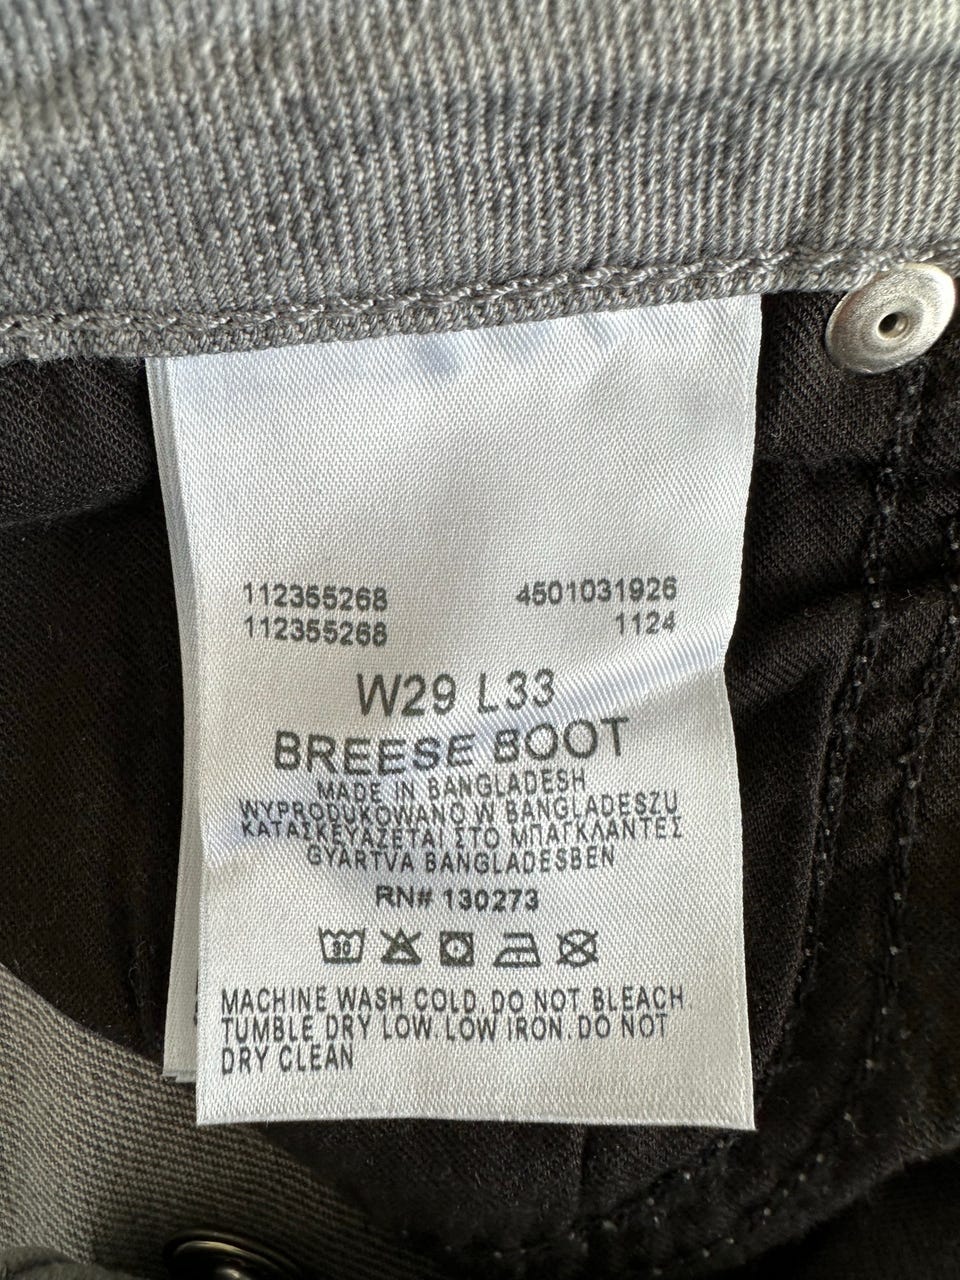 112355268 4501031926
112355268 1124
W29 L33
BREESE BOOT
MADE IN BANGLADESH
WYPRODUKOWANO W BANGLADESZU
ΚΑΤΑΣΚΕΥΑΖΕΤΑΙ ΣΤΟ ΜΠΑΓΚΛΑΝΤΕΣ
GYARTVA BANGLADESBEN
RN# 130273
30
MACHINE WASH COLD. DO NOT BLEACH.
TUMBLE DRY LOW. LOW IRON. DO NOT
DRY CLEAN